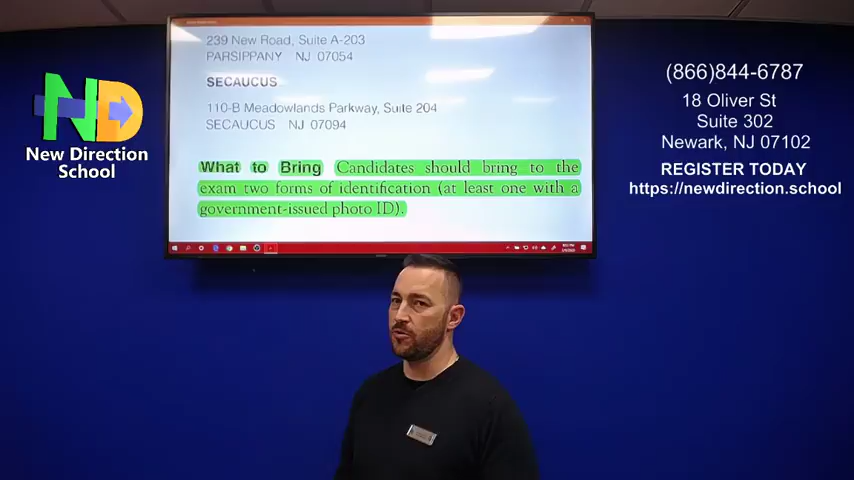 239 New Road, Suite A-203
PARSIPPANY NJ 07054
SECAUCUS
110-B Meadowlands Parkway, Suite 204
SECAUCUS NJ 07094
What to Bring Candidates should bring to the
exam two forms of identification (at least one with a
government-issued photo ID).
ND
New Direction
School
(866)844-6787
18 Oliver St
Suite 302
Newark, NJ 07102
REGISTER TODAY
https://newdirection.school